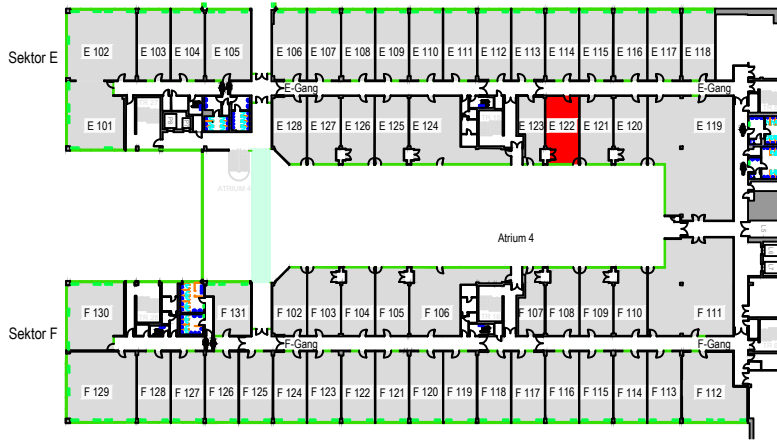 E 102 E 103 E 104 E 105 E 106 E 107 E 108 E 109 E 110 E 111 E 112 E 113 E 114 E 115 E 116 E 117 E 118
Sektor E
E-Gang E-Gang
E 101 E 128 E 127 E 126 E 125 E 124 E 123 E 122 E 121 E 120 E 119
ATRIUM 4
Atrium 4
F 130 F 131 F 102 F 103 F 104 F 105 F 106 F 107 F 108 F 109 F 110 F 111
Sektor F
F-Gang F-Gang
F 129 F 128 F 127 F 126 F 125 F 124 F 123 F 122 F 121 F 120 F 119 F 118 F 117 F 116 F 115 F 114 F 113 F 112